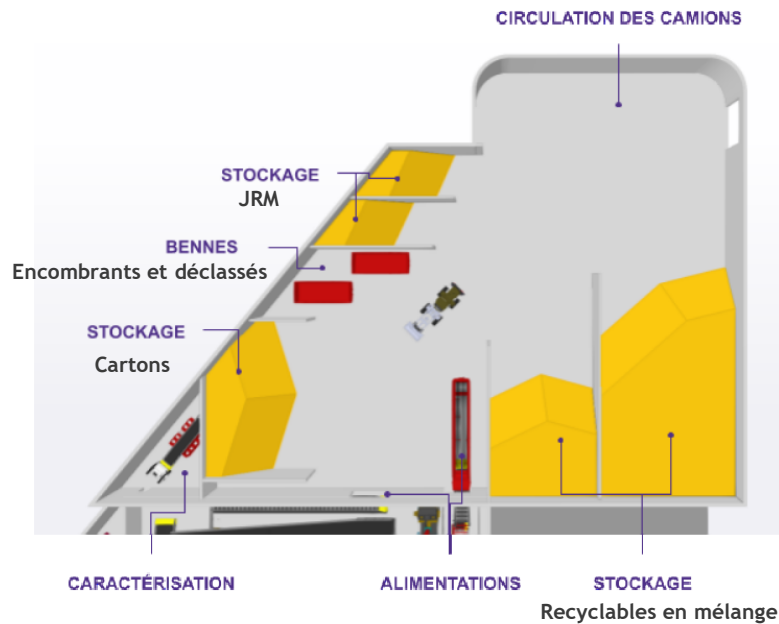 CIRCULATION DES CAMIONS
STOCKAGE
JRM
BENNES
Encombrants et déclassés
STOCKAGE
Cartons
CARACTÉRISATION
ALIMENTATIONS
STOCKAGE
Recyclables en mélange